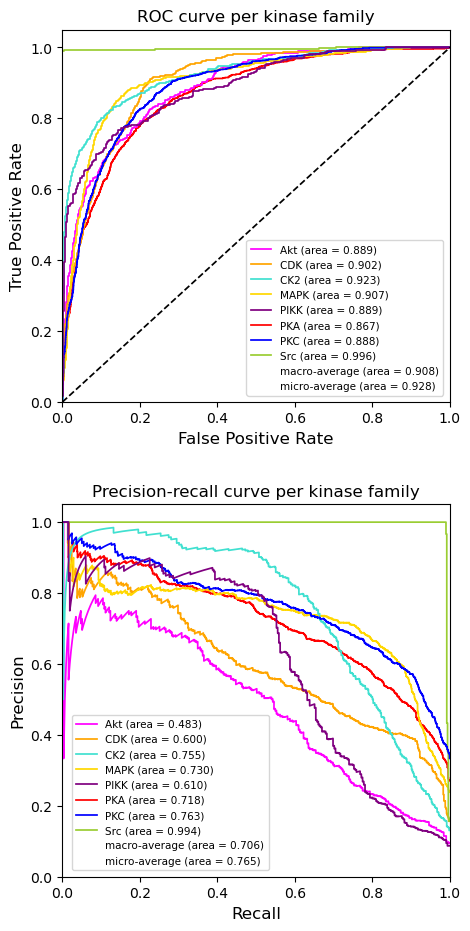 ROC curve per kinase family
True Positive Rate
1.0
0.8
0.6
0.4
0.2
0.0
Akt (area = 0.889)
CDK (area = 0.902)
CK2 (area = 0.923)
MAPK (area = 0.907)
PIKK (area = 0.889)
PKA (area = 0.867)
PKC (area = 0.888)
Src (area = 0.996)
macro-average (area = 0.908)
micro-average (area = 0.928)
0.0 0.2 0.4 0.6 0.8 1.0
False Positive Rate
Precision-recall curve per kinase family
Precision
1.0
0.8
0.6
0.4
0.2
0.0
Akt (area = 0.483)
CDK (area = 0.600)
CK2 (area = 0.755)
MAPK (area = 0.730)
PIKK (area = 0.610)
PKA (area = 0.718)
PKC (area = 0.763)
Src (area = 0.994)
macro-average (area = 0.706)
micro-average (area = 0.765)
0.0 0.2 0.4 0.6 0.8 1.0
Recall